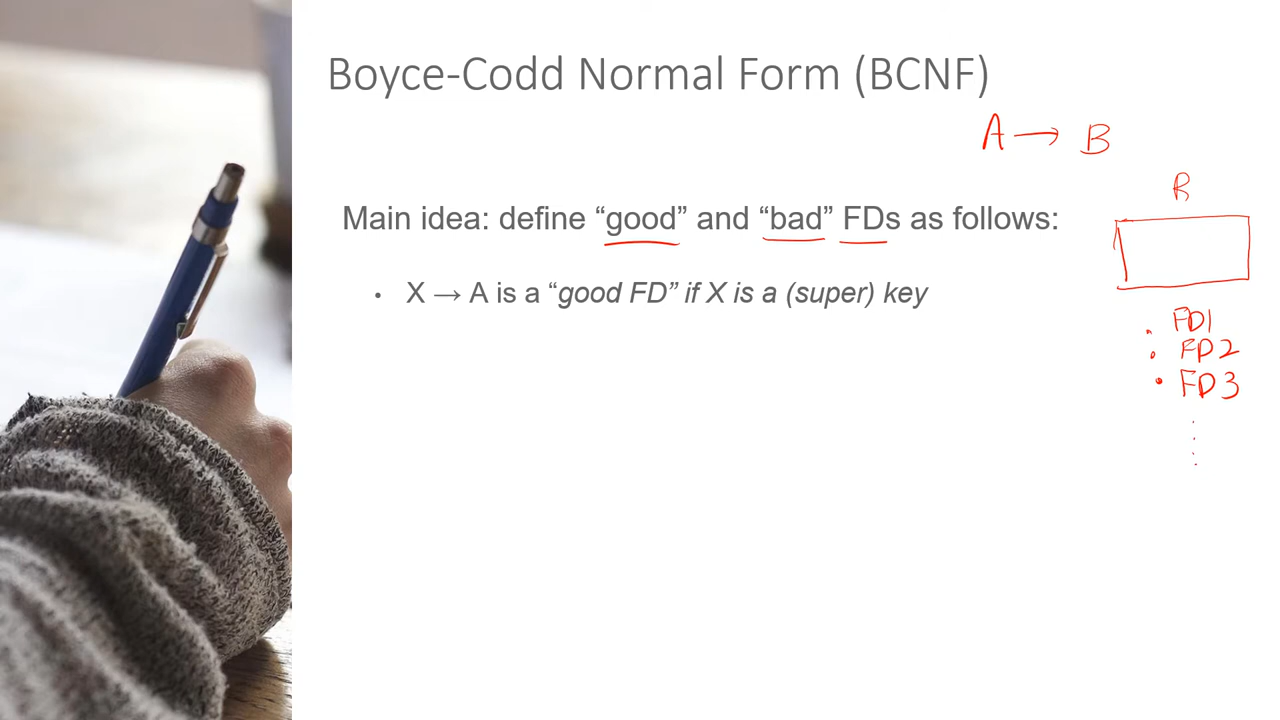 Boyce-Codd Normal Form (BCNF)
A → B
R
Main idea: define “good” and “bad” FDs as follows:
• X → A is a “good FD” if X is a (super) key
• FD1
• FD2
• FD3